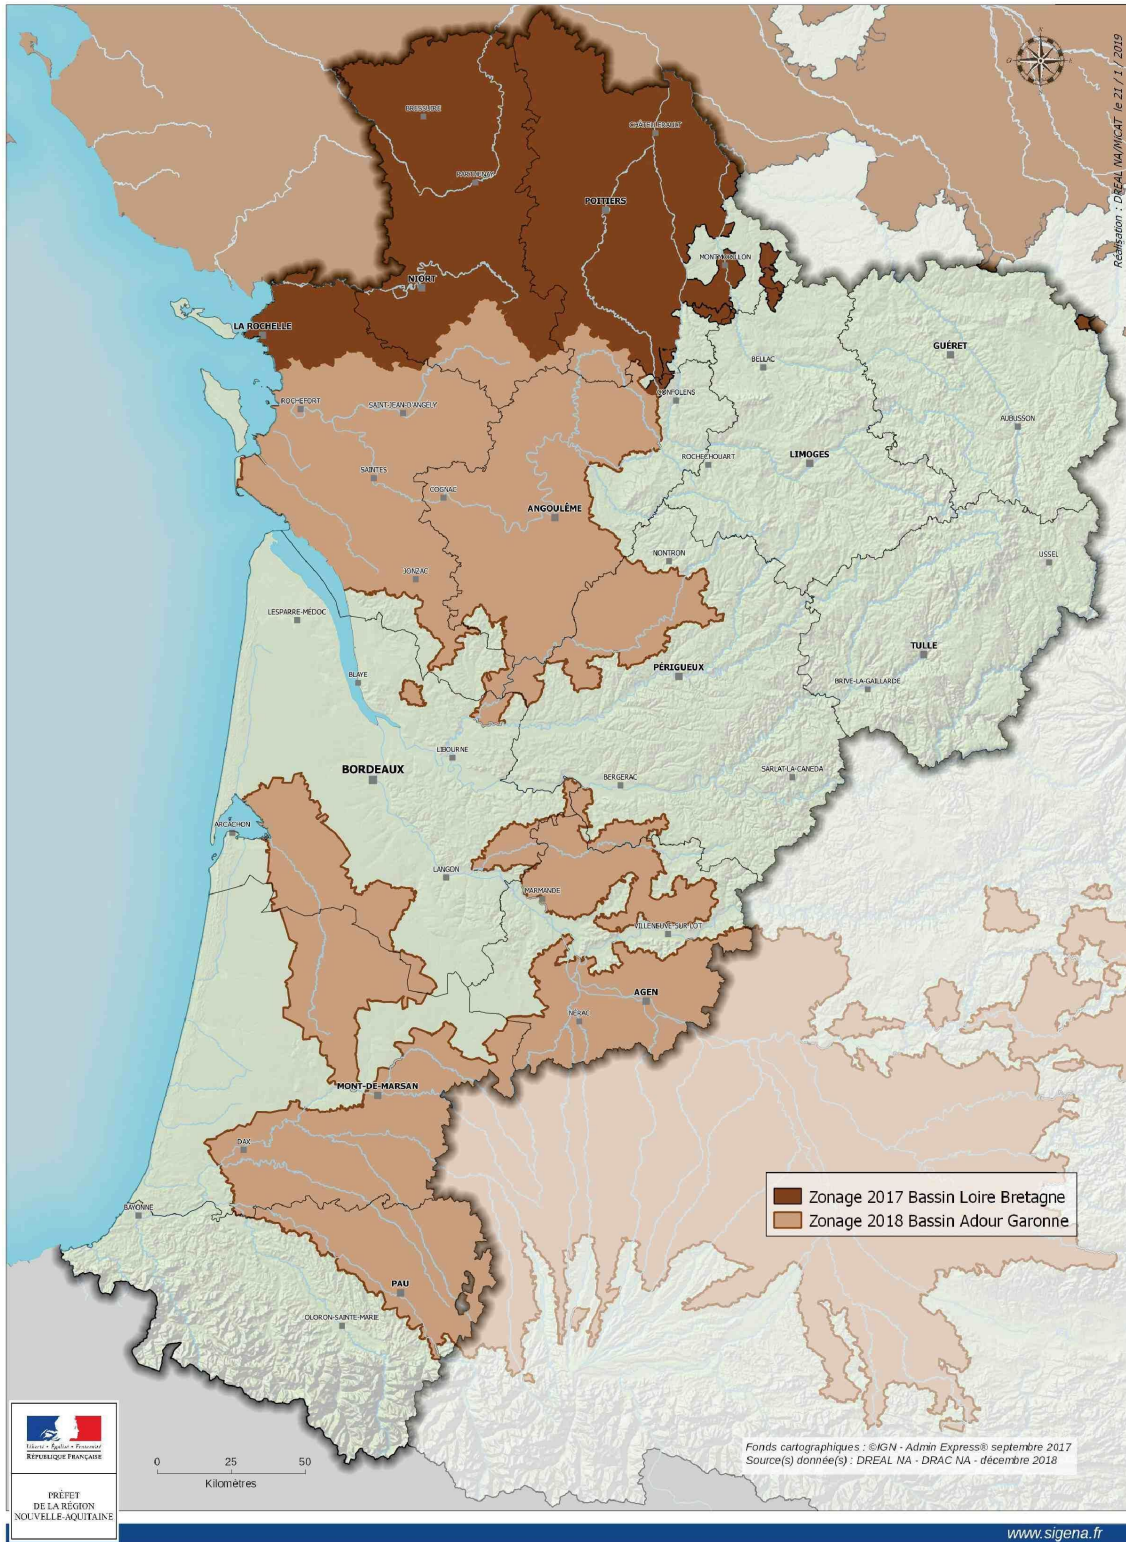 N
Réalisation : DREAL NA/MICAT le 21 / 1 / 2019
BRESSUIRE
CHÂTELLERAULT
PARTHENAY
POITIERS
MONTMORILLON
NIORT
LA ROCHELLE
GUÉRET
BELLAC
CONFOLENS
ROCHEFORT
SAINT-JEAN-D'ANGELY
AUBUSSON
ROCHECHOUART
LIMOGES
SAINTES
COGNAC
ANGOULÊME
NONTRON
USSEL
JONZAC
LESPARRE-MÉDOC
TULLE
PÉRIGUEUX
BRIVE-LA-GAILLARDE
BLAYE
LIBOURNE
BORDEAUX
BERGERAC
SARLAT-LA-CANEDA
ARCACHON
LANGON
MARMANDE
VILLENEUVE-SUR-LOT
AGEN
NÉRAC
MONT-DE-MARSAN
DAX
BAYONNE
PAU
OLORON-SAINTE-MARIE
Zonage 2017 Bassin Loire Bretagne
Zonage 2018 Bassin Adour Garonne
Liberté • Égalité • Fraternité
RÉPUBLIQUE FRANÇAISE
PRÉFET
DE LA RÉGION
NOUVELLE-AQUITAINE
0 25 50
Kilomètres
Fonds cartographiques : ©IGN - Admin Express® septembre 2017
Source(s) donnée(s) : DREAL NA - DRAC NA - décembre 2018
www.sigena.fr